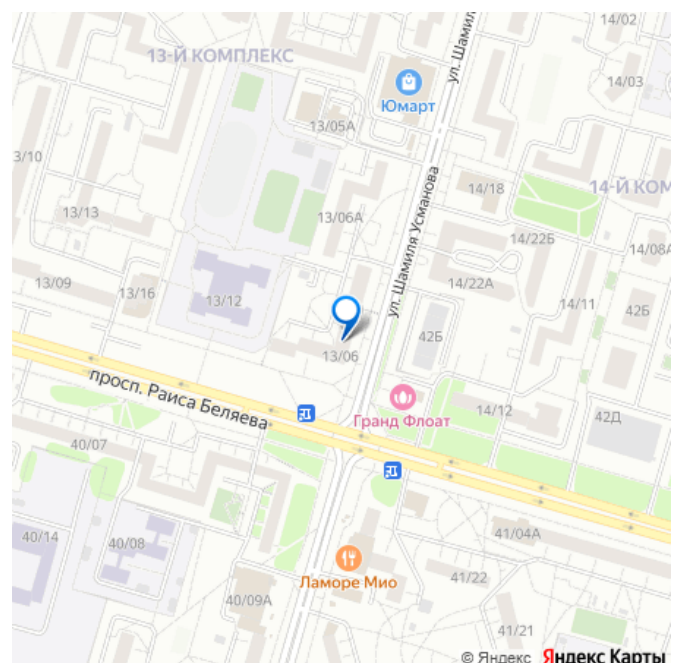 14/02
13-Й КОМПЛЕКС
ул. Шамиля
14/03
Юмарт
13/05А
3/10
14/18
14-Й КОМ
13/13
13/06А
ул. Шамиля Усманова
14/22Б
14/08А
13/09
13/16
13/12
14/22А
14/11
42Б
42Б
13/06
просп. Раиса Беляева
Гранд Флоат
14/12
42Д
40/07
40/14
40/08
41/04А
Ламоре Мио
41/22
40/09А
41/21
© Яндекс Яндекс Карты